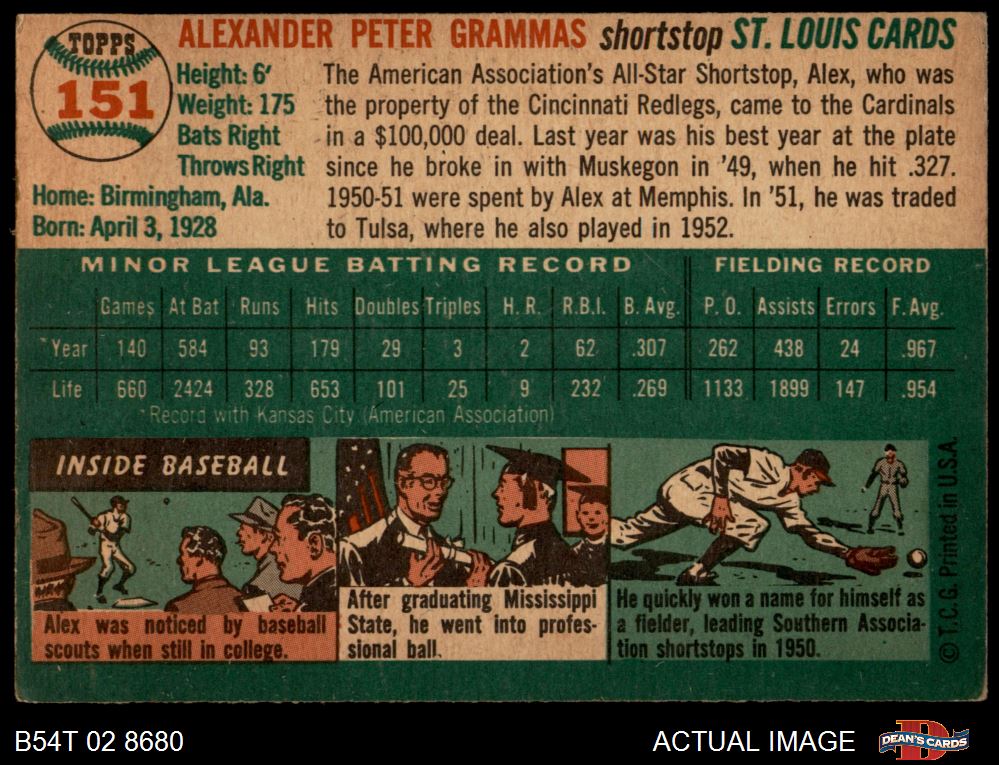 TOPPS
151
ALEXANDER PETER GRAMMAS shortstop ST. LOUIS CARDS
Height: 6'
Weight: 175
Bats Right
Throws Right
Home: Birmingham, Ala.
Born: April 3, 1928
The American Association's All-Star Shortstop, Alex, who was
the property of the Cincinnati Redlegs, came to the Cardinals
in a $100,000 deal. Last year was his best year at the plate
since he broke in with Muskegon in '49, when he hit .327.
1950-51 were spent by Alex at Memphis. In '51, he was traded
to Tulsa, where he also played in 1952.
MINOR LEAGUE BATTING RECORD FIELDING RECORD
Games At Bat Runs Hits Doubles Triples H. R. R.B.I. B. Avg. P. O. Assists Errors F. Avg.
*Year 140 584 93 179 29 3 2 62 .307 262 438 24 .967
Life 660 2424 328 653 101 25 9 232 .269 1133 1899 147 .954
*Record with Kansas City (American Association)
INSIDE BASEBALL
Alex was noticed by baseball
scouts when still in college.
After graduating Mississippi
State, he went into profes-
sional ball.
He quickly won a name for himself as
a fielder, leading Southern Associa-
tion shortstops in 1950.
© T.C.G. Printed in U.S.A.
B54T 02 8680
ACTUAL IMAGE
D
DEAN'S CARDS